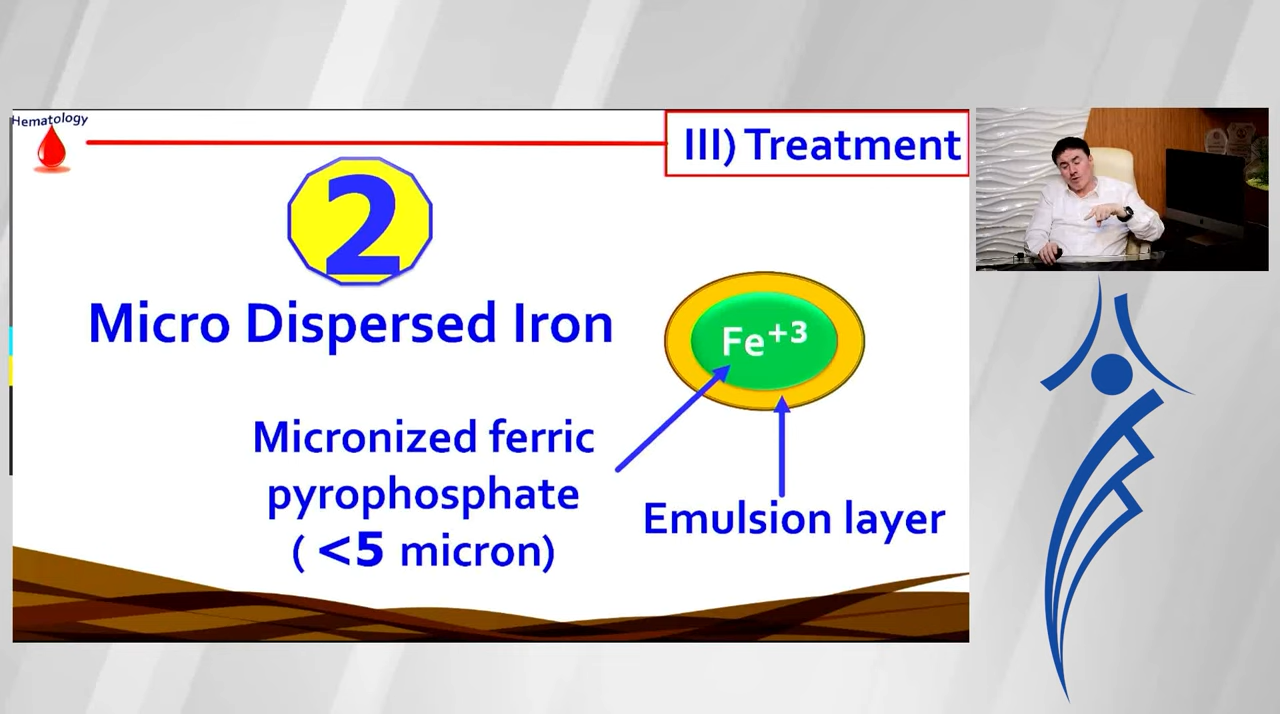 Hematology
III) Treatment
2
Micro Dispersed Iron
Fe+3
Micronized ferric
pyrophosphate
( <5 micron)
Emulsion layer